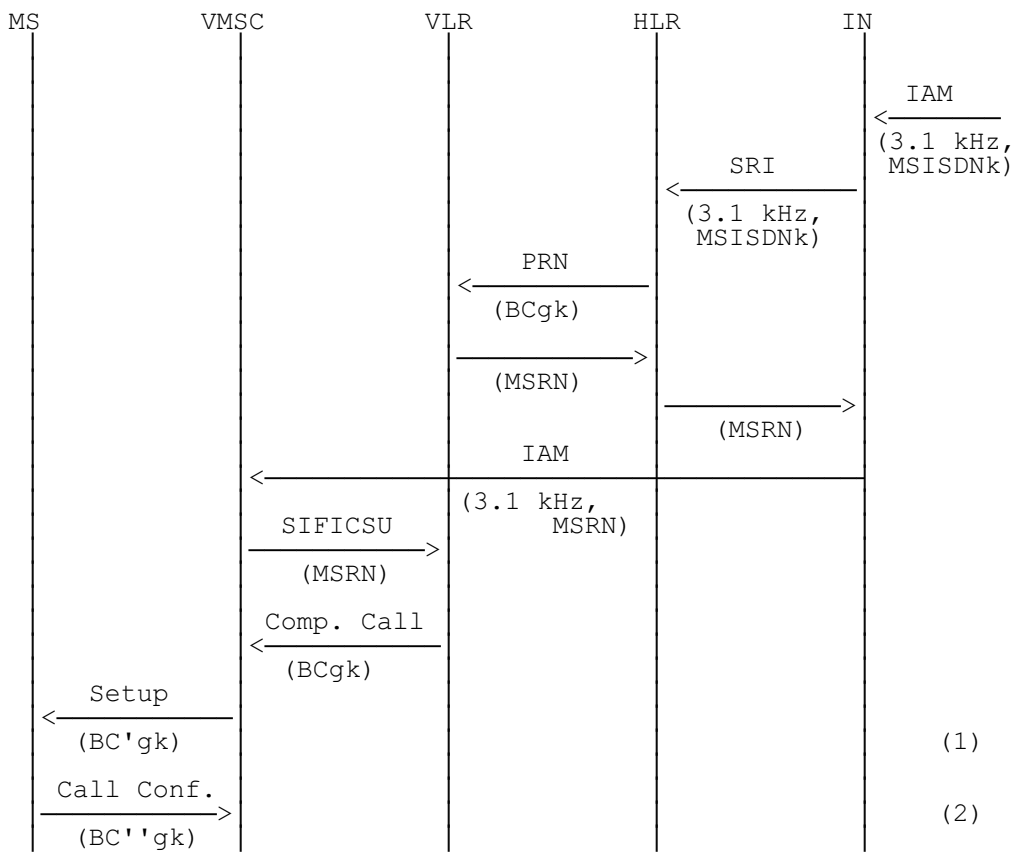 MS VMSC VLR HLR IN
IAM
(3.1 kHz,
MSISDNk)
SRI
(3.1 kHz,
MSISDNk)
PRN
(BCgk)
(MSRN)
(MSRN)
IAM
(3.1 kHz,
MSRN)
SIFICSU
(MSRN)
Comp. Call
(BCgk)
Setup
(BC'gk) (1)
Call Conf.
(2)
(BC''gk)